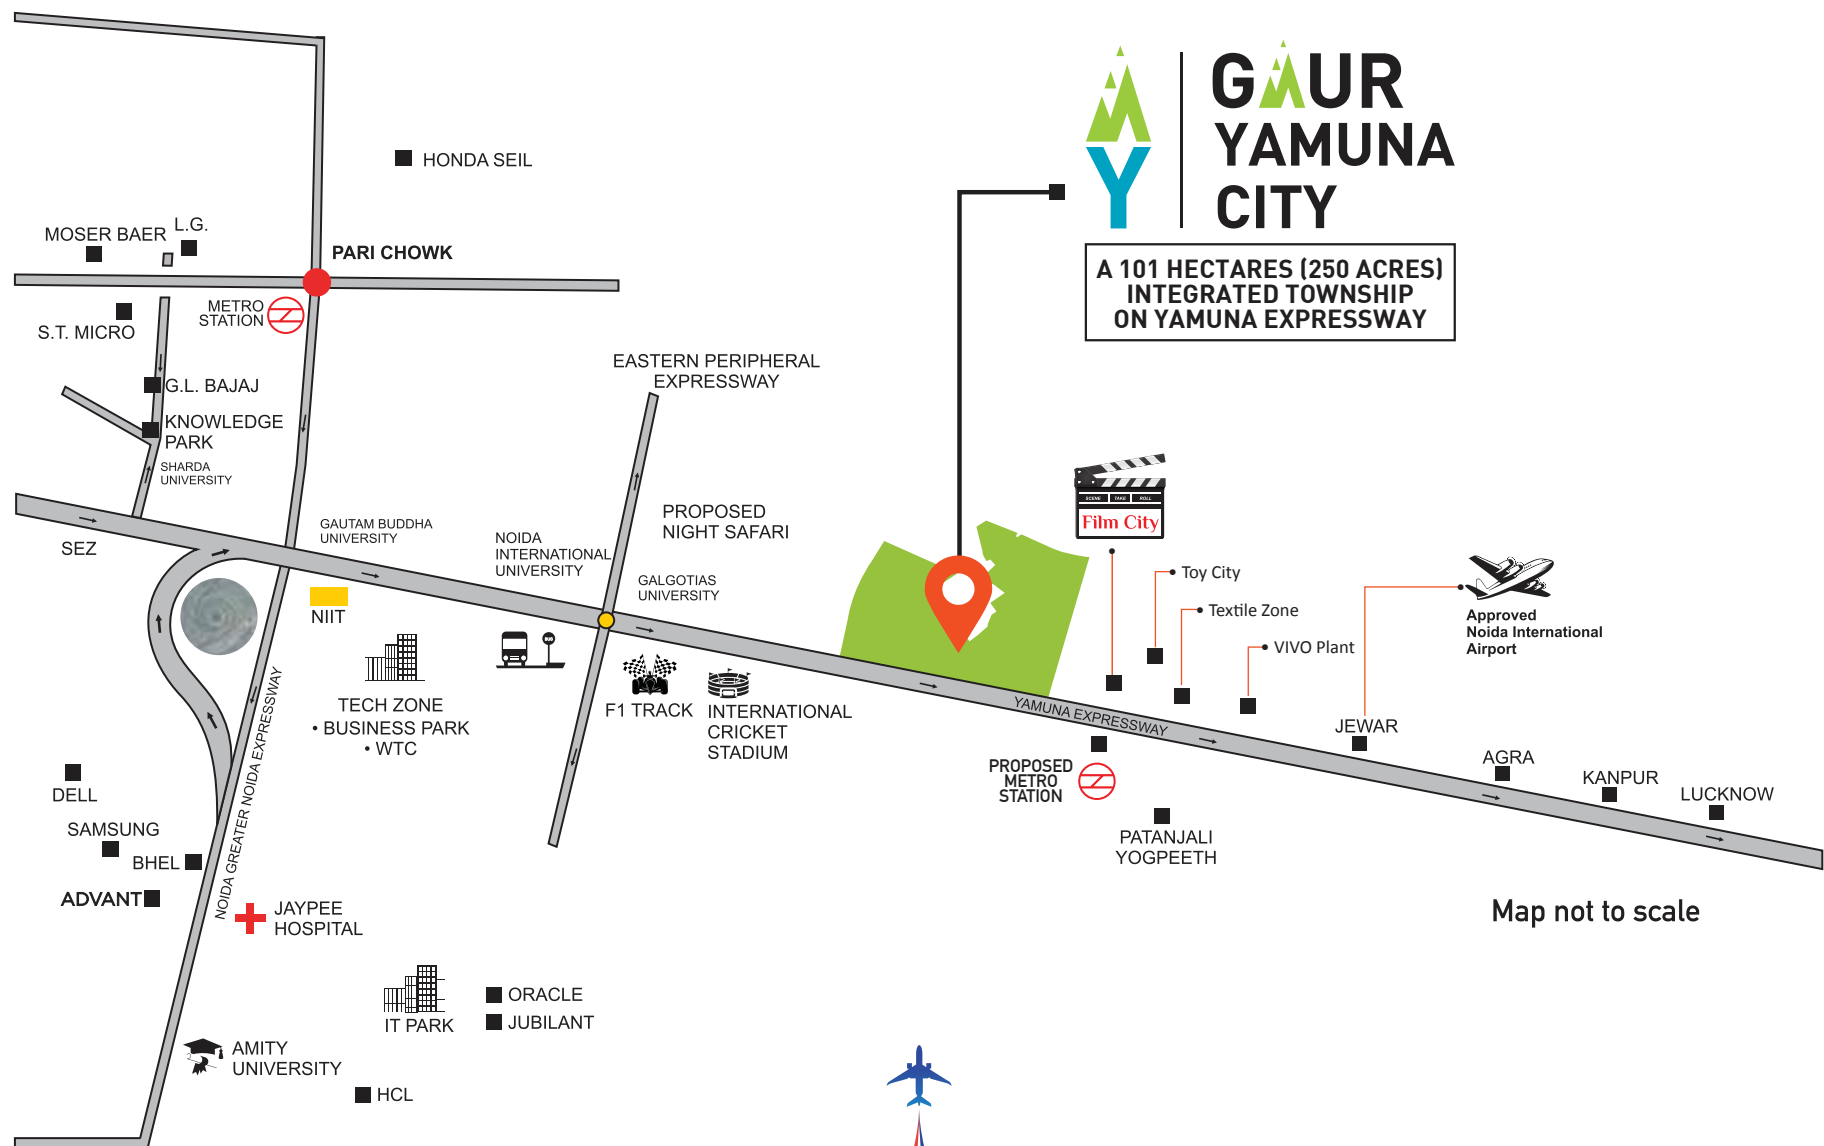 GAUR
YAMUNA
CITY
A 101 HECTARES (250 ACRES)
INTEGRATED TOWNSHIP
ON YAMUNA EXPRESSWAY
HONDA SEIL
MOSER BAER
L.G.
PARI CHOWK
METRO
STATION
S.T. MICRO
G.L. BAJAJ
KNOWLEDGE
PARK
SHARDA
UNIVERSITY
EASTERN PERIPHERAL
EXPRESSWAY
SEZ
GAUTAM BUDDHA
UNIVERSITY
NOIDA
INTERNATIONAL
UNIVERSITY
PROPOSED
NIGHT SAFARI
GALGOTIAS
UNIVERSITY
SCENE TAKE ROLL
Film City
Toy City
Textile Zone
VIVO Plant
Approved
Noida International
Airport
NIIT
BUS
TECH ZONE
• BUSINESS PARK
• WTC
F1 TRACK
INTERNATIONAL
CRICKET
STADIUM
YAMUNA EXPRESSWAY
NOIDA GREATER NOIDA EXPRESSWAY
JEWAR
AGRA
KANPUR
LUCKNOW
PROPOSED
METRO
STATION
PATANJALI
YOGPEETH
DELL
SAMSUNG
BHEL
ADVANT
JAYPEE
HOSPITAL
Map not to scale
IT PARK
ORACLE
JUBILANT
AMITY
UNIVERSITY
HCL